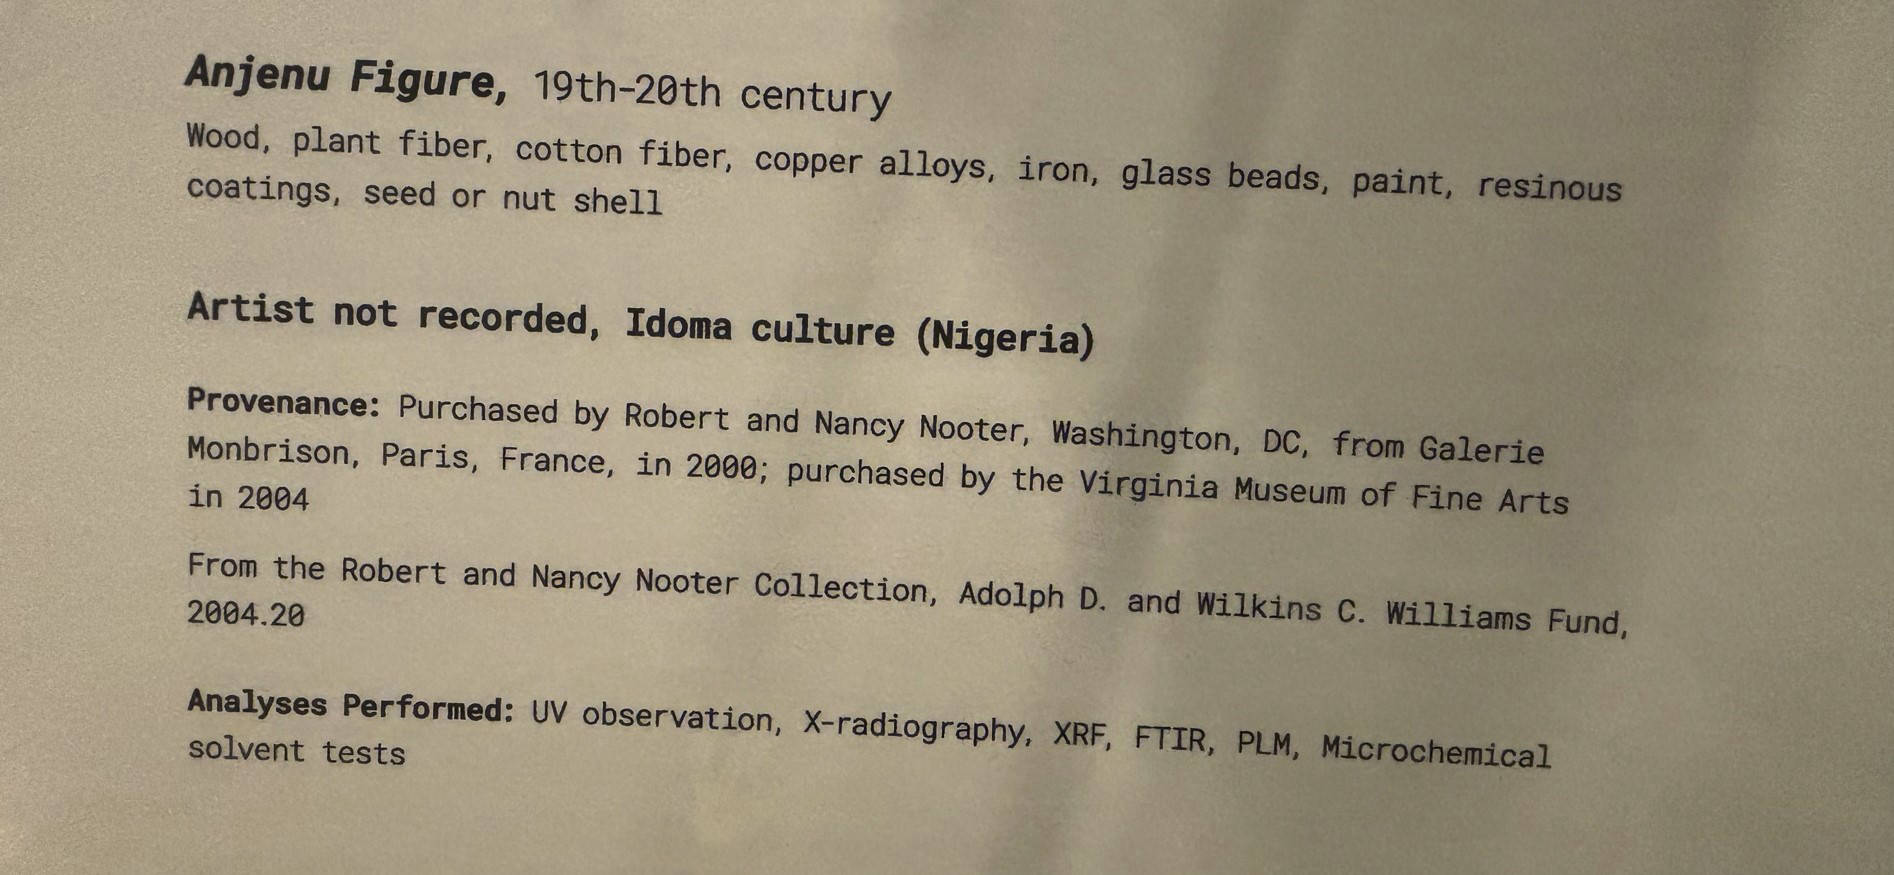 Anjenu Figure, 19th-20th century
Wood, plant fiber, cotton fiber, copper alloys, iron, glass beads, paint, resinous
coatings, seed or nut shell
Artist not recorded, Idoma culture (Nigeria)
Provenance: Purchased by Robert and Nancy Nooter, Washington, DC, from Galerie
Monbrison, Paris, France, in 2000; purchased by the Virginia Museum of Fine Arts
in 2004
From the Robert and Nancy Nooter Collection, Adolph D. and Wilkins C. Williams Fund,
2004.20
Analyses Performed: UV observation, X-radiography, XRF, FTIR, PLM, Microchemical
solvent tests